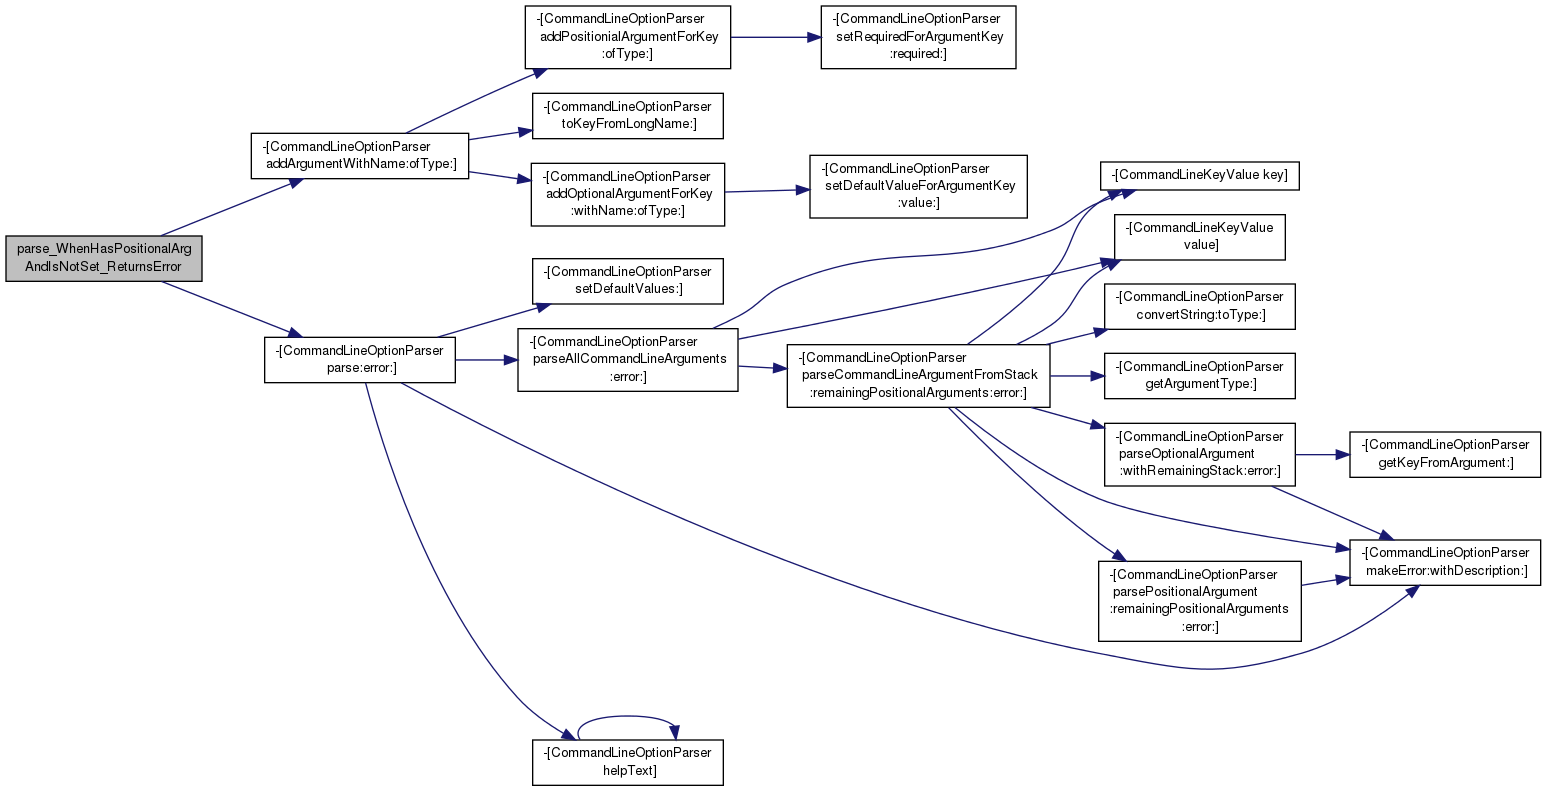 -[CommandLineOptionParser
addPositionialArgumentForKey
:ofType:]
-[CommandLineOptionParser
setRequiredForArgumentKey
:required:]
-[CommandLineOptionParser
toKeyFromLongName:]
-[CommandLineOptionParser
addArgumentWithName:ofType:]
-[CommandLineOptionParser
addOptionalArgumentForKey
:withName:ofType:]
-[CommandLineOptionParser
setDefaultValueForArgumentKey
:value:]
-[CommandLineKeyValue key]
-[CommandLineKeyValue
value]
parse_WhenHasPositionalArg
AndIsNotSet_ReturnsError
-[CommandLineOptionParser
setDefaultValues:]
-[CommandLineOptionParser
convertString:toType:]
-[CommandLineOptionParser
parse:error:]
-[CommandLineOptionParser
parseAllCommandLineArguments
:error:]
-[CommandLineOptionParser
parseCommandLineArgumentFromStack
:remainingPositionalArguments:error:]
-[CommandLineOptionParser
getArgumentType:]
-[CommandLineOptionParser
parseOptionalArgument
:withRemainingStack:error:]
-[CommandLineOptionParser
getKeyFromArgument:]
-[CommandLineOptionParser
makeError:withDescription:]
-[CommandLineOptionParser
parsePositionalArgument
:remainingPositionalArguments
:error:]
-[CommandLineOptionParser
helpText]